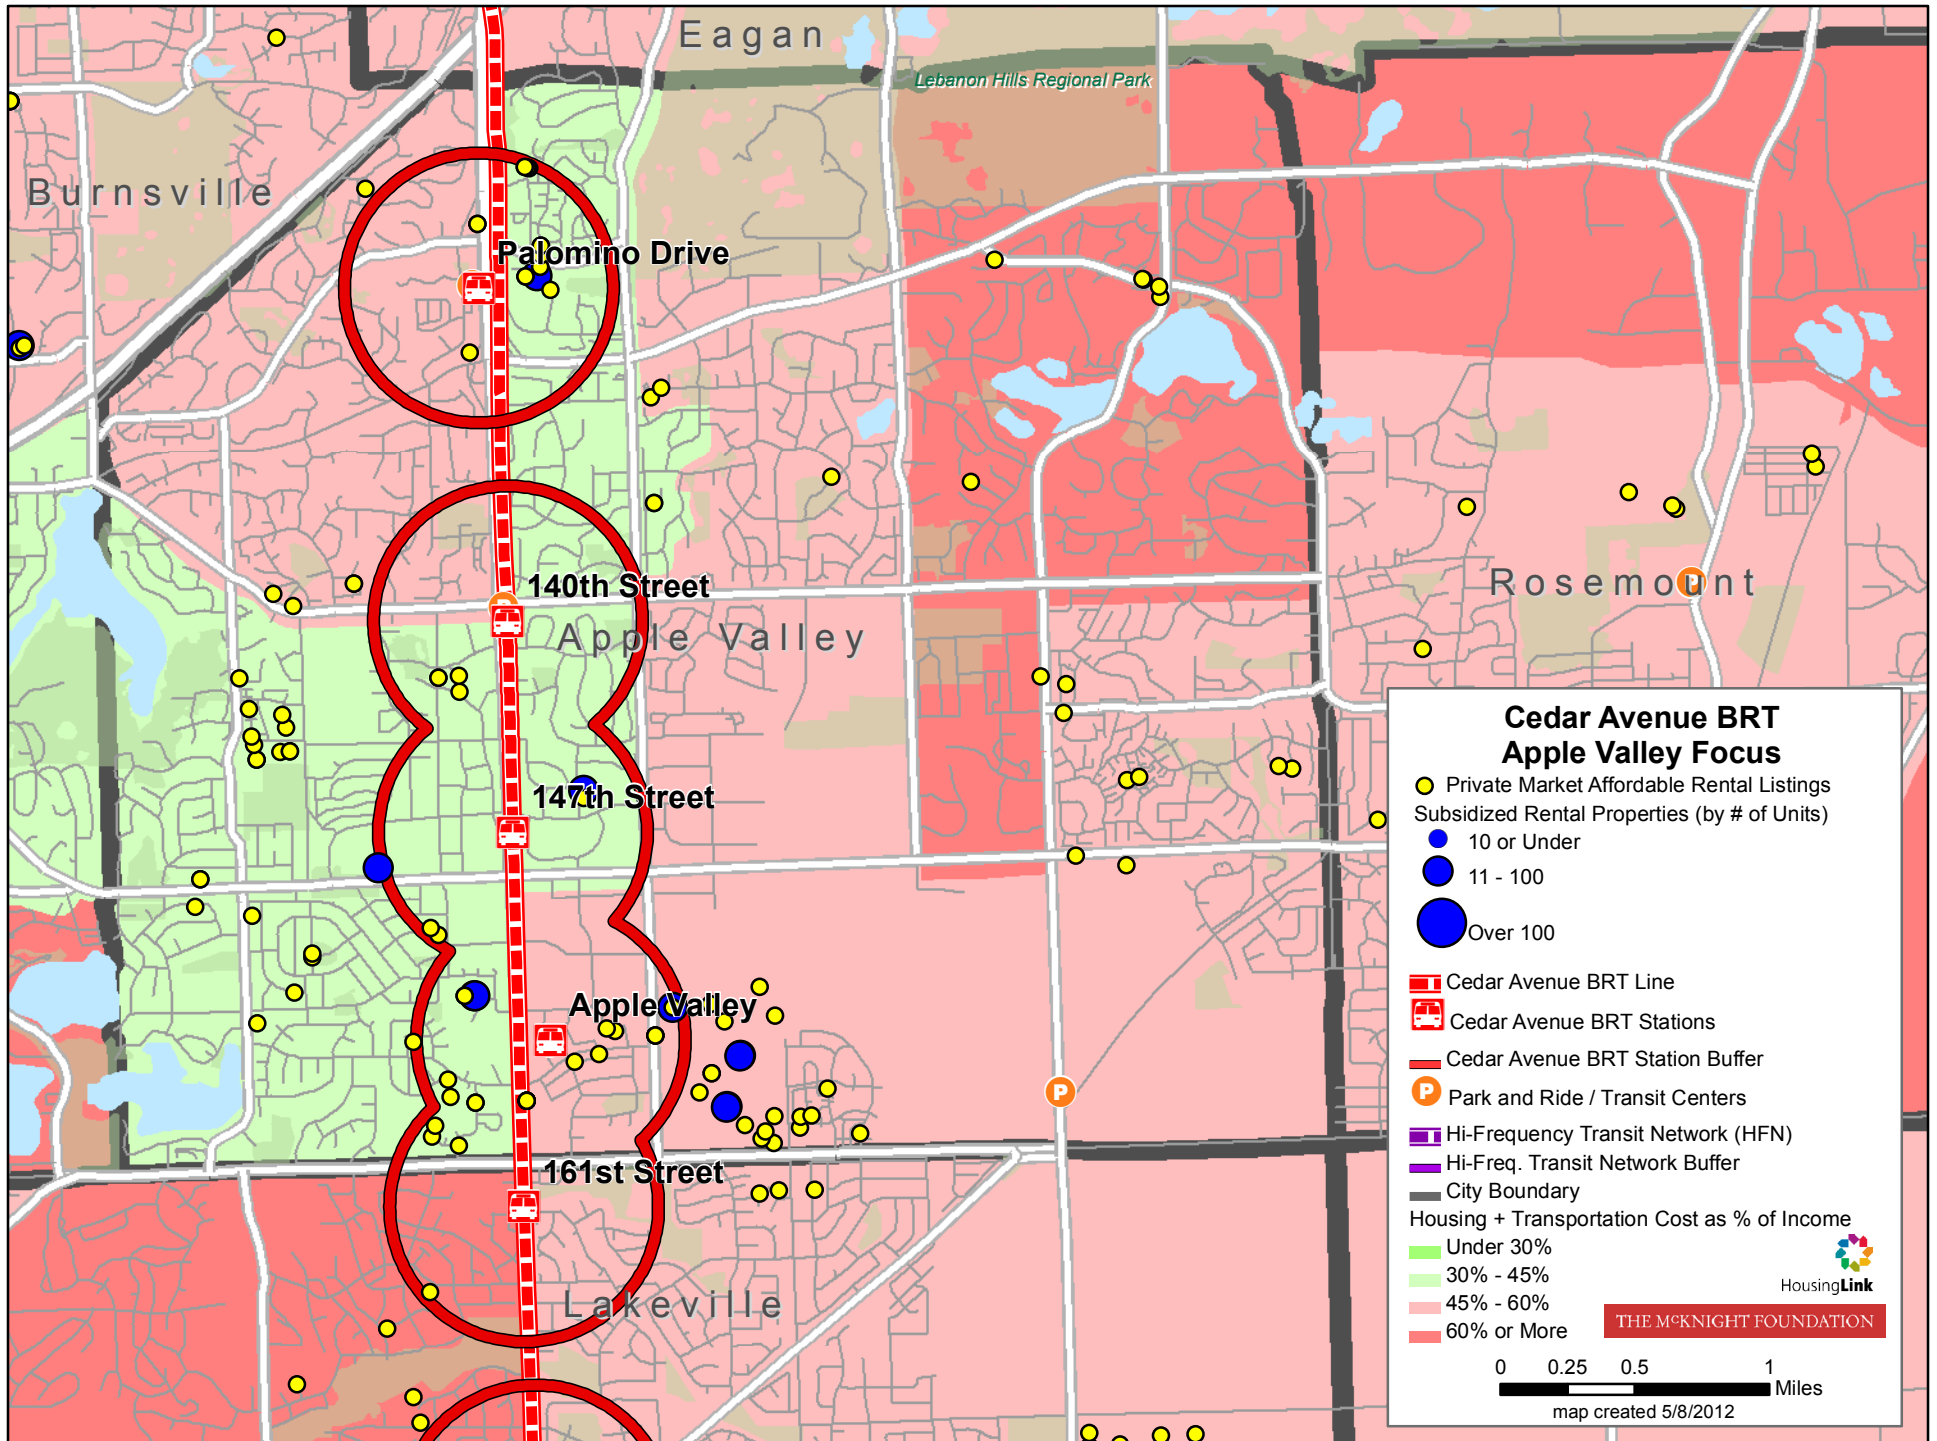 Eagan
Lebanon Hills Regional Park
Burnsville
Palomino Drive
140th Street
Rosemount
Apple Valley
147th Street
Apple Valley
161st Street
Lakeville
P
Cedar Avenue BRT
Apple Valley Focus
Private Market Affordable Rental Listings
Subsidized Rental Properties (by # of Units)
10 or Under
11 - 100
Over 100
Cedar Avenue BRT Line
Cedar Avenue BRT Stations
Cedar Avenue BRT Station Buffer
P Park and Ride / Transit Centers
Hi-Frequency Transit Network (HFN)
Hi-Freq. Transit Network Buffer
City Boundary
Housing + Transportation Cost as % of Income
Under 30%
30% - 45%
45% - 60%
60% or More
HousingLink
THE McKNIGHT FOUNDATION
0 0.25 0.5 1
Miles
map created 5/8/2012